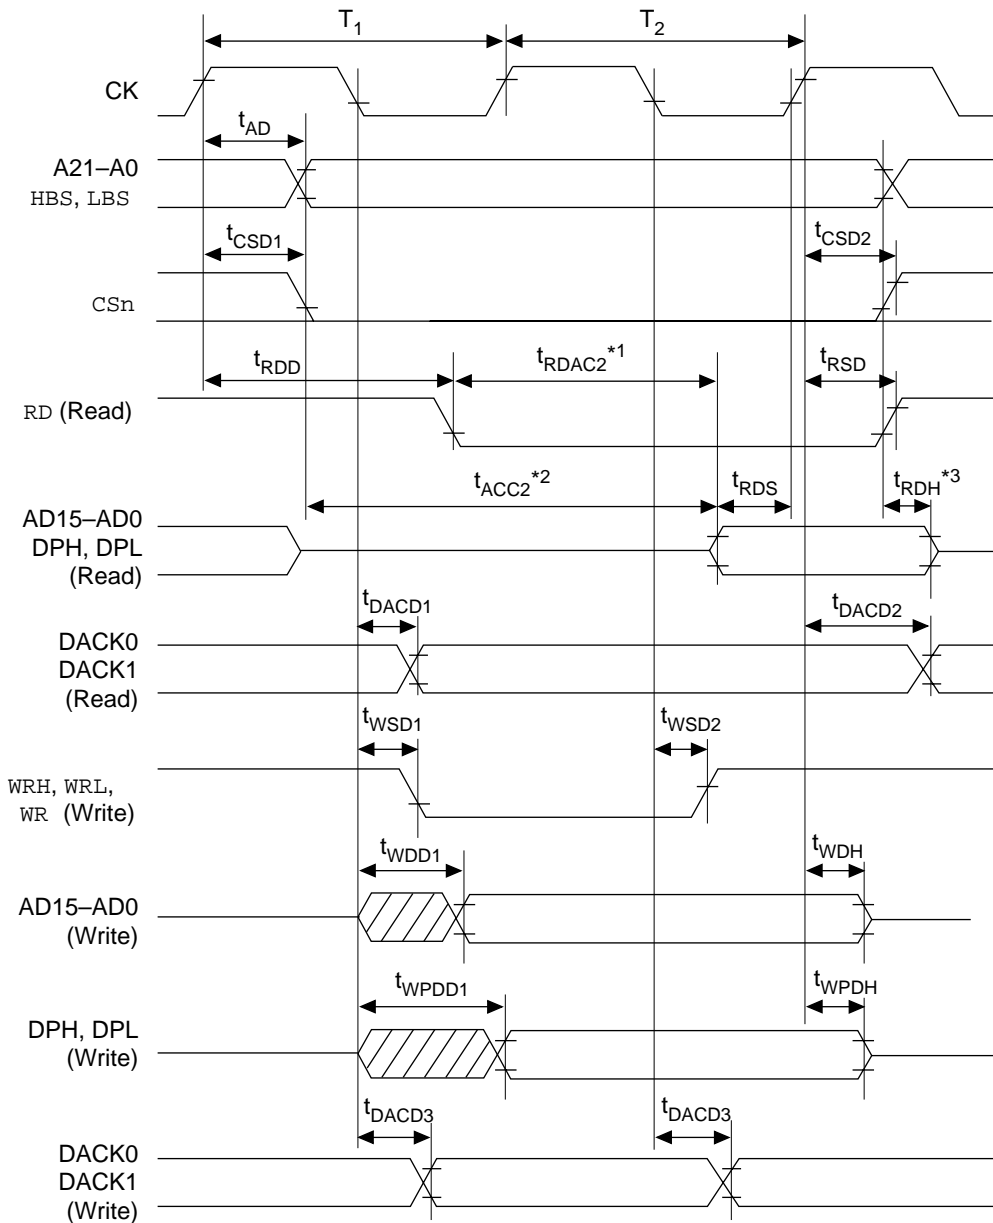 T1 T2
CK
tAD
A21–A0
HBS, LBS
tCSD1 tCSD2
CSn
tRDD tRDAC2*1 tRSD
RD (Read)
tACC2*2 tRDS tRDH*3
AD15–AD0
DPH, DPL
(Read)
tDACD1 tDACD2
DACK0
DACK1
(Read)
tWSD1 tWSD2
WRH, WRL,
WR (Write)
tWDD1 tWDH
AD15–AD0
(Write)
tWPDD1 tWPDH
DPH, DPL
(Write)
tDACD3 tDACD3
DACK0
DACK1
(Write)